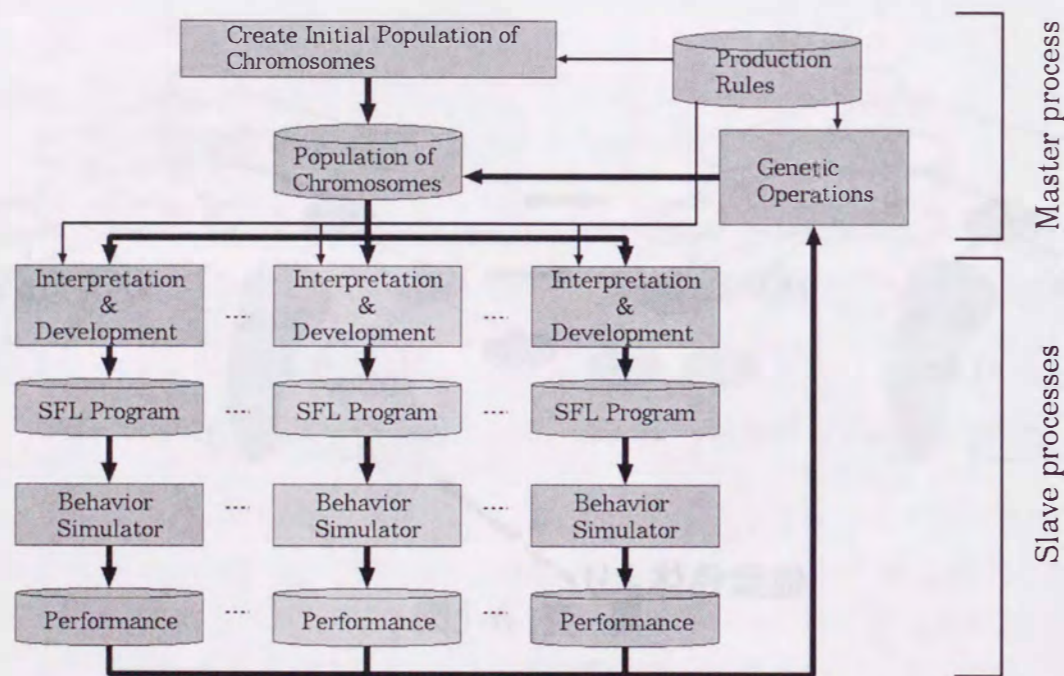 Create Initial Population of
Chromosomes
Production
Rules
Population of
Chromosomes
Genetic
Operations
Master process
Interpretation
&
Development
Interpretation
&
Development
Interpretation
&
Development
SFL Program
SFL Program
SFL Program
Behavior
Simulator
Behavior
Simulator
Behavior
Simulator
Performance
Performance
Performance
Slave processes